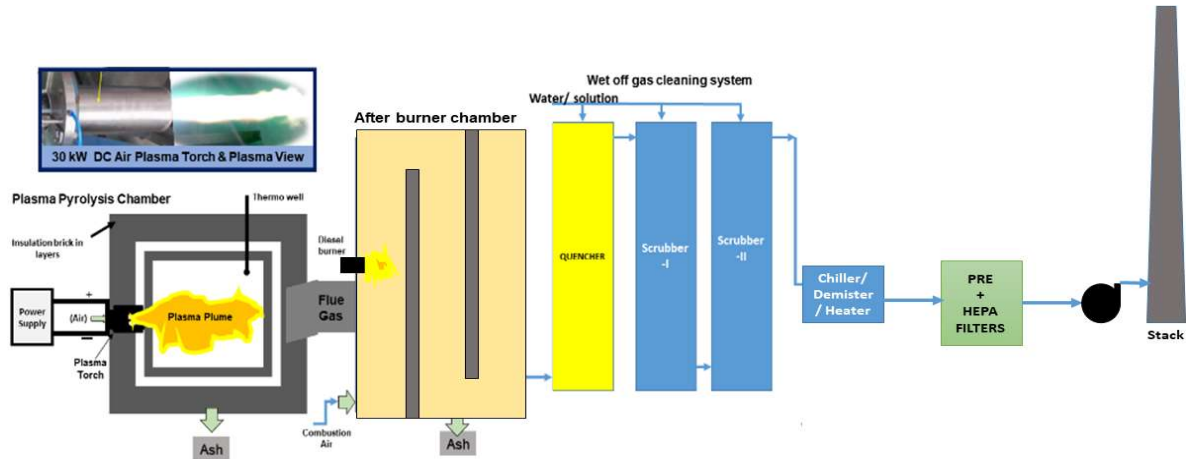 30 kW DC Air Plasma Torch & Plasma View
Plasma Pyrolysis Chamber
Thermo well
Insulation brick in
layers
Power
Supply
+
(Air)
−
Plasma
Torch
Plasma Plume
Ash
Flue
Gas
Diesel
burner
After burner chamber
Combustion
Air
Ash
Wet off gas cleaning system
Water/ solution
QUENCHER
Scrubber
-I
Scrubber
-II
Chiller/
Demister
/ Heater
PRE
+
HEPA
FILTERS
Stack